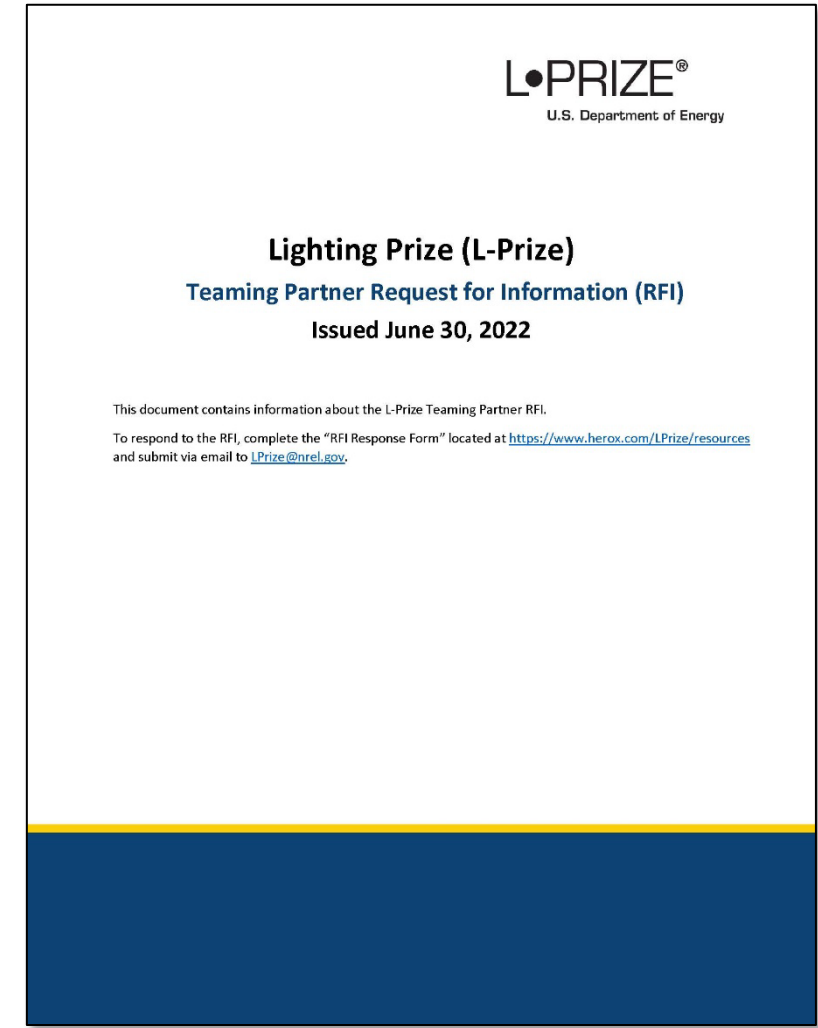 L•PRIZE®
U.S. Department of Energy
Lighting Prize (L-Prize)
Teaming Partner Request for Information (RFI)
Issued June 30, 2022
This document contains information about the L-Prize Teaming Partner RFI.
To respond to the RFI, complete the “RFI Response Form” located at https://www.herox.com/LPrize/resources
and submit via email to LPrize@nrel.gov.